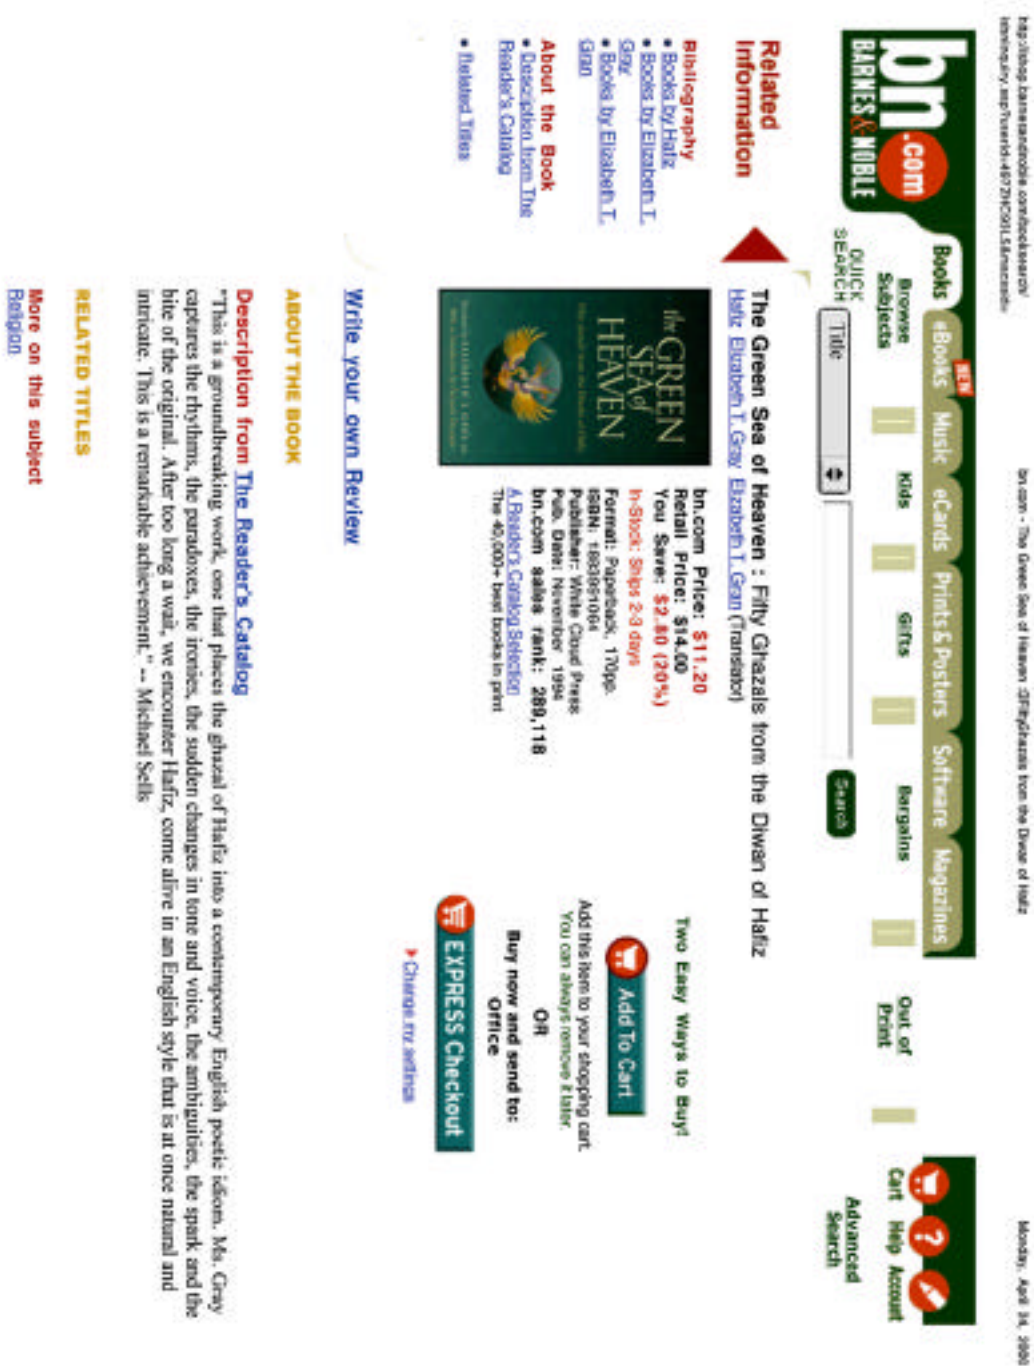 bn.com - The Green Sea of Heaven
Monday, April 24, 2000
bn.com
BARNES & NOBLE
Books
NEW
eBooks
Music
eCards
Prints & Posters
Software
Magazines
Browse Subjects
Kids
Gifts
Bargains
Out of Print
Cart Help Account
QUICK SEARCH
Title
Search
Advanced Search
Related Information
Bibliography
• Books by Hafiz
• Books by Elizabeth T. Gray
• Books by Elizabeth T. Gran
About the Book
• Description from The Reader's Catalog
• Related Titles
The Green Sea of Heaven : Fifty Ghazals from the Diwan of Hafiz
Hafiz Elizabeth T. Gray Elizabeth T. Gran (Translator)
the GREEN
SEA of
HEAVEN
bn.com Price: $11.20
Retail Price: $14.00
You Save: $2.80 (20%)
In-Stock: Ships 2-3 days
Format: Paperback, 170pp.
ISBN: 1883991064
Publisher: White Cloud Press
Pub. Date: November 1994
bn.com sales rank: 289,118
A Reader's Catalog Selection
The 40,000+ best books in print
Two Easy Ways to Buy!
Add To Cart
Add this item to your shopping cart.
You can always remove it later.
OR
Buy now and send to:
Office
EXPRESS Checkout
Change my settings
Write your own Review
ABOUT THE BOOK
Description from The Reader's Catalog
"This is a groundbreaking work, one that places the ghazal of Hafiz into a contemporary English poetic idiom. Ms. Gray
captures the rhythms, the paradoxes, the ironies, the sudden changes in tone and voice, the ambiguities, the spark and the
bite of the original. After too long a wait, we encounter Hafiz, come alive in an English style that is at once natural and
intricate. This is a remarkable achievement." -- Michael Sells
RELATED TITLES
More on this subject
Religion